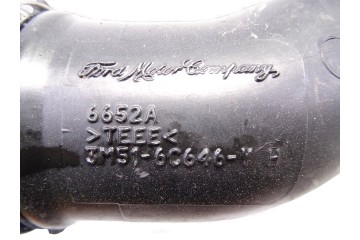 Ford Motor Company,
6652A
>TEEE<
3M51-6C646- H